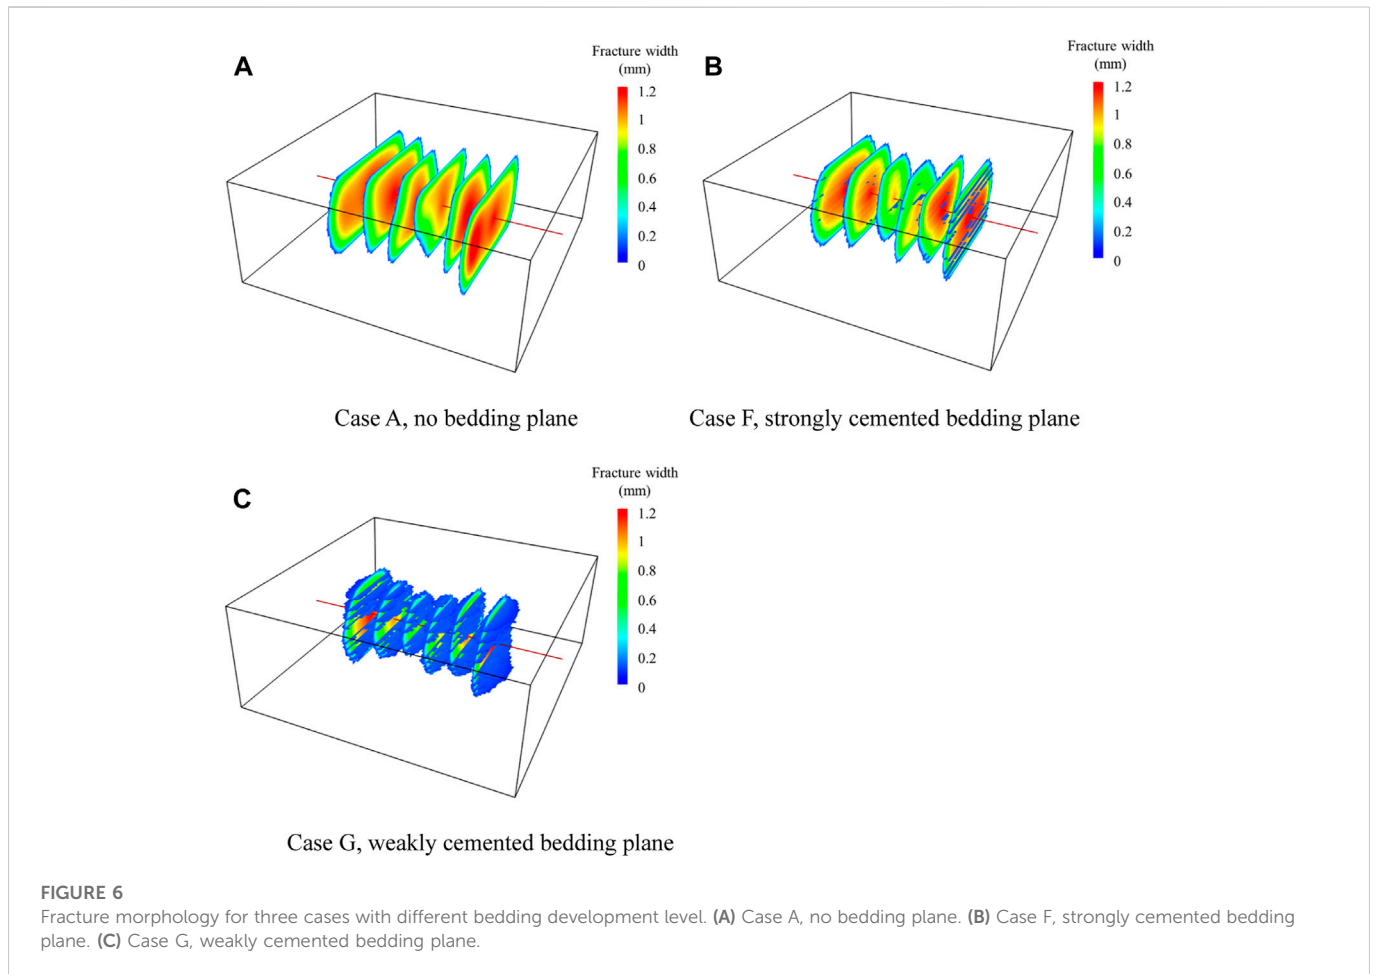 A
Fracture width
(mm)
1.2
1
0.8
0.6
0.4
0.2
0
Case A, no bedding plane
B
Fracture width
(mm)
1.2
1
0.8
0.6
0.4
0.2
0
Case F, strongly cemented bedding plane
C
Fracture width
(mm)
1.2
1
0.8
0.6
0.4
0.2
0
Case G, weakly cemented bedding plane
FIGURE 6
Fracture morphology for three cases with different bedding development level. (A) Case A, no bedding plane. (B) Case F, strongly cemented bedding
plane. (C) Case G, weakly cemented bedding plane.